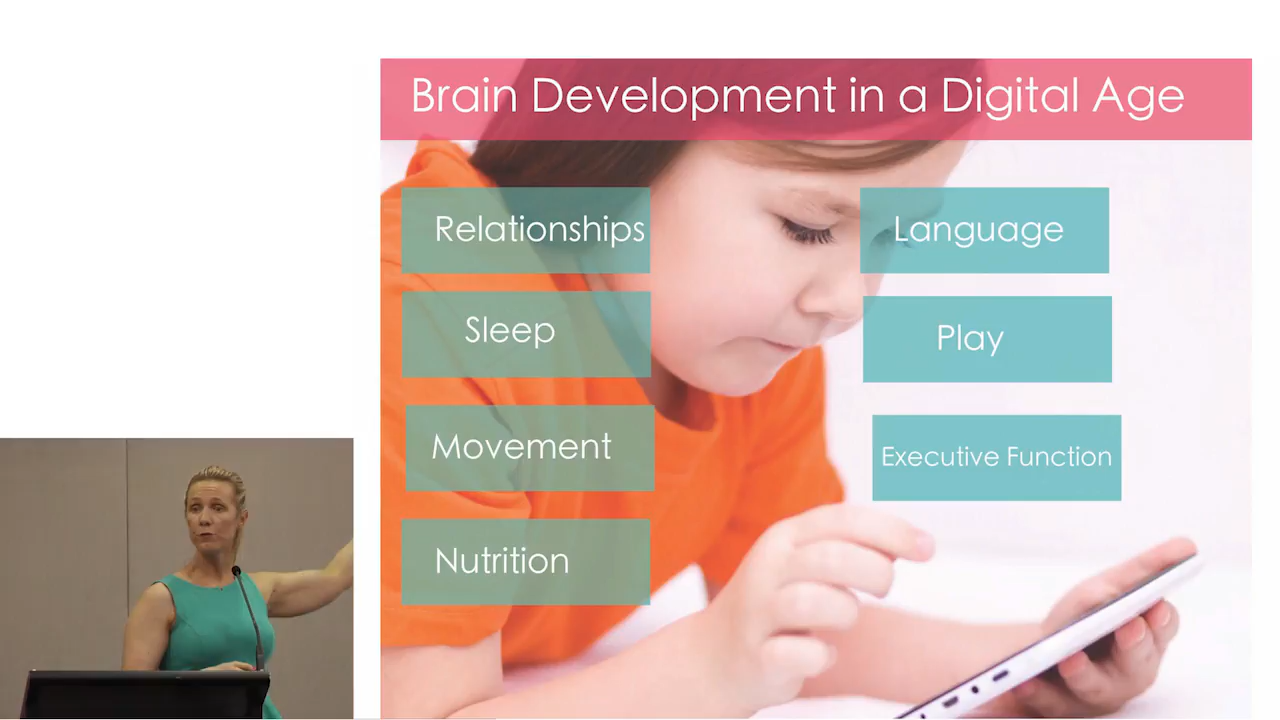 Brain Development in a Digital Age
Relationships
Sleep
Movement
Nutrition
Language
Play
Executive Function